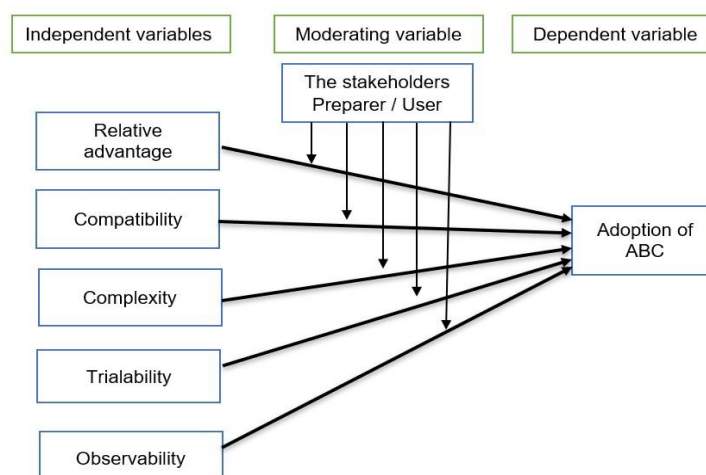 Independent variables
Moderating variable
Dependent variable
The stakeholders
Preparer / User
Relative
advantage
Compatibility
Complexity
Trialability
Observability
Adoption of
ABC